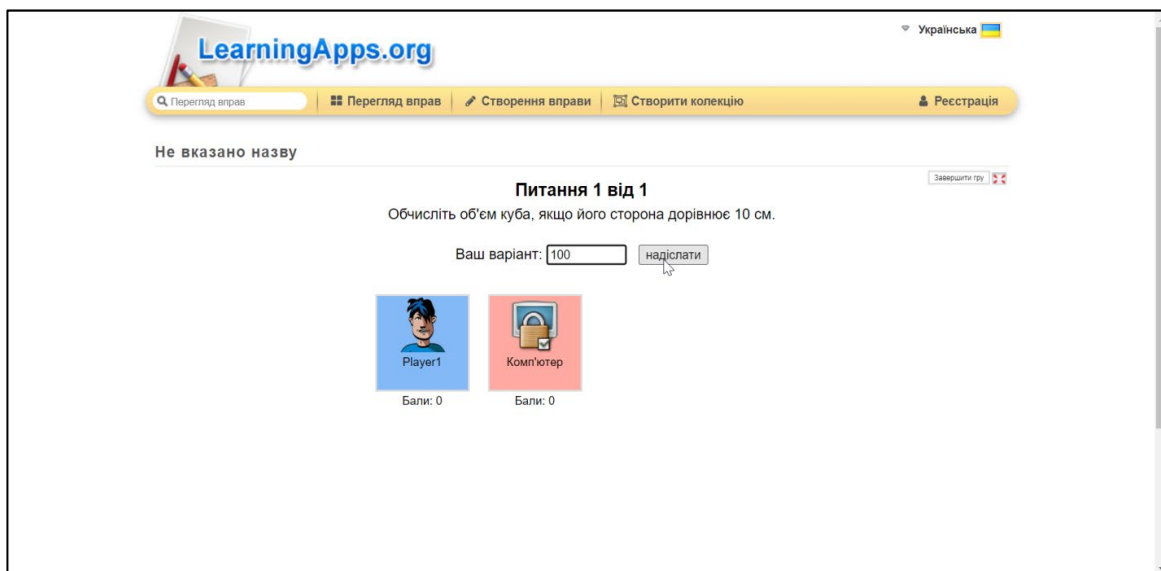 LearningApps.org
Українська
Перегляд вправ
Перегляд вправ
Створення вправи
Створити колекцію
Реєстрація
Не вказано назву
Завершити гру
Питання 1 від 1
Обчисліть об'єм куба, якщо його сторона дорівнює 10 см.
Ваш варіант: 100 надіслати
Player1 Комп'ютер
Бали: 0 Бали: 0